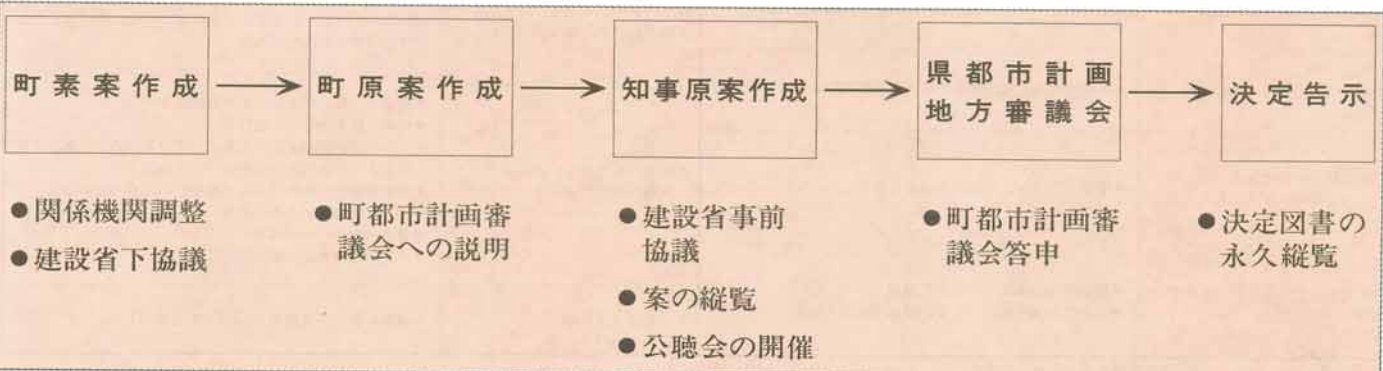 町素案作成
町原案作成
知事原案作成
県都市計画
地方審議会
決定告示
●関係機関調整
●建設省下協議
●町都市計画審
議会への説明
●建設省事前
協議
●案の縦覧
●公聴会の開催
●町都市計画審
議会答申
●決定図書の
永久縦覧